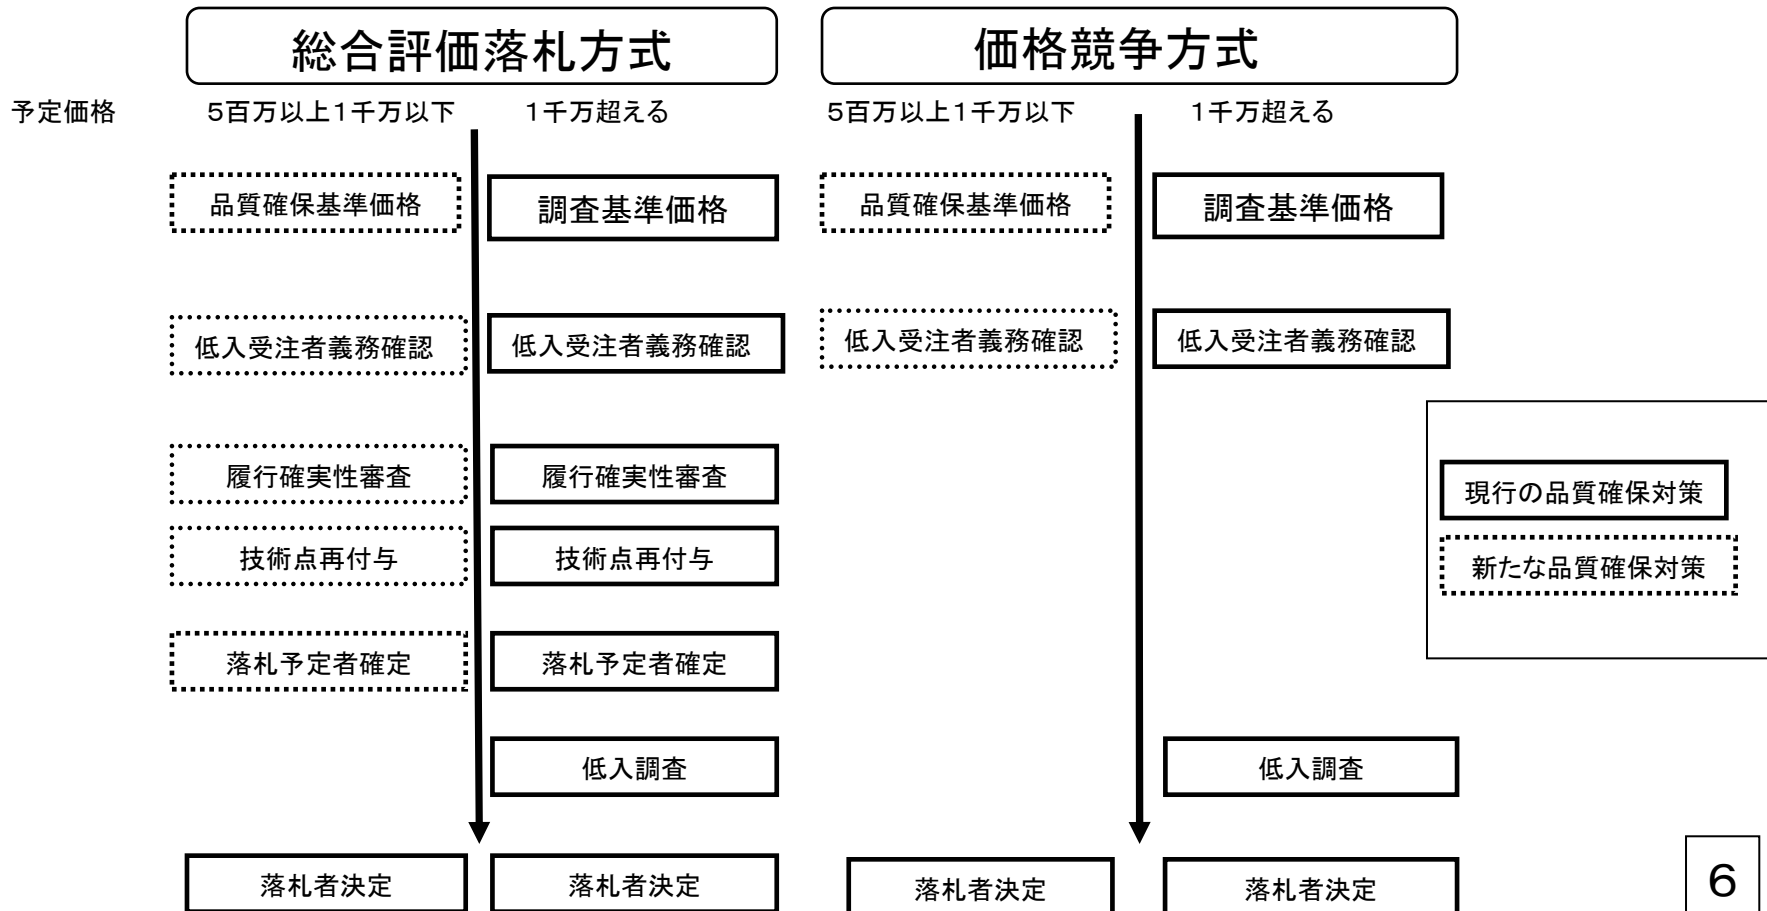 総合評価落札方式
価格競争方式
予定価格
5百万以上1千万以下
1千万超える
5百万以上1千万以下
1千万超える
品質確保基準価格
調査基準価格
品質確保基準価格
調査基準価格
低入受注者義務確認
低入受注者義務確認
低入受注者義務確認
低入受注者義務確認
履行確実性審査
履行確実性審査
現行の品質確保対策
技術点再付与
技術点再付与
新たな品質確保対策
落札予定者確定
落札予定者確定
低入調査
低入調査
落札者決定
落札者決定
落札者決定
落札者決定
6